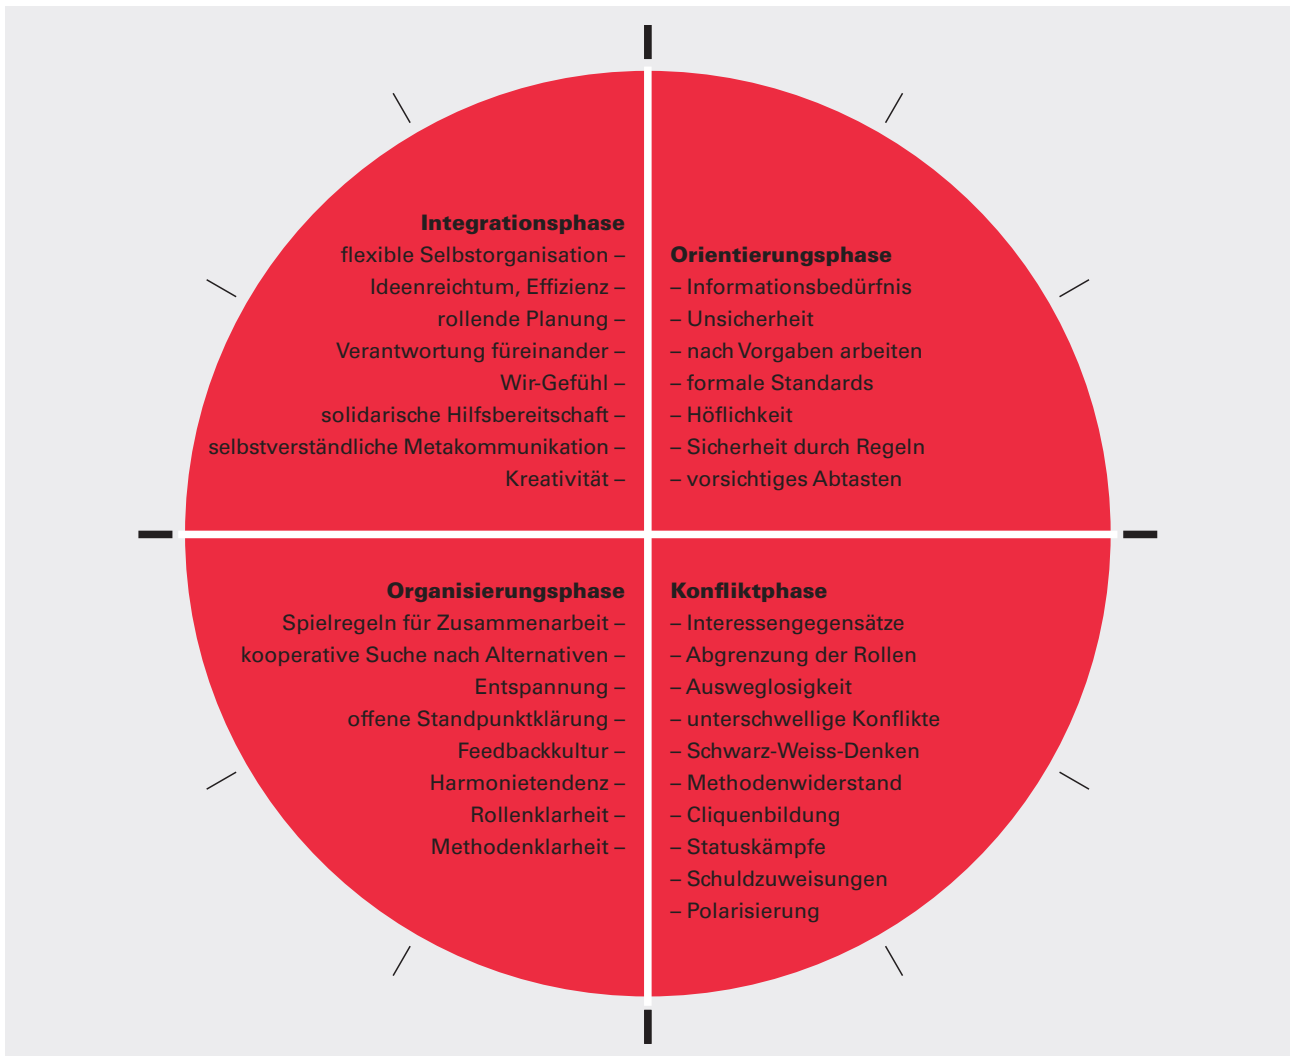 Integrationsphase
flexible Selbstorganisation –
Ideenreichtum, Effizienz –
rollende Planung –
Verantwortung füreinander –
Wir-Gefühl –
solidarische Hilfsbereitschaft –
selbstverständliche Metakommunikation –
Kreativität –
Orientierungsphase
– Informationsbedürfnis
– Unsicherheit
– nach Vorgaben arbeiten
– formale Standards
– Höflichkeit
– Sicherheit durch Regeln
– vorsichtiges Abtasten
Organisierungsphase
Spielregeln für Zusammenarbeit –
kooperative Suche nach Alternativen –
Entspannung –
offene Standpunktklärung –
Feedbackkultur –
Harmonietendenz –
Rollenklarheit –
Methodenklarheit –
Konfliktphase
– Interessengegensätze
– Abgrenzung der Rollen
– Ausweglosigkeit
– unterschwellige Konflikte
– Schwarz-Weiss-Denken
– Methodenwiderstand
– Cliquenbildung
– Statuskämpfe
– Schuldzuweisungen
– Polarisierung